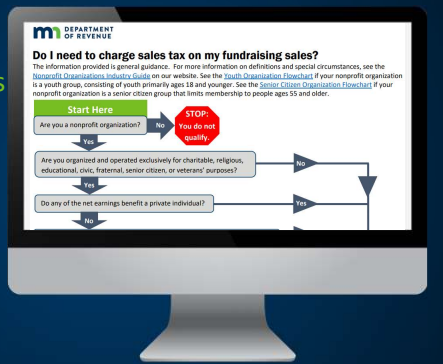 DEPARTMENT
OF REVENUE
Do I need to charge sales tax on my fundraising sales?
The information provided is general guidance. For more information on definitions and special circumstances, see the
Nonprofit Organizations Industry Guide on our website. See the Youth Organization Flowchart if your nonprofit organization
is a youth group, consisting of youth primarily ages 18 and younger. See the Senior Citizen Organization Flowchart if your
nonprofit organization is a senior citizen group that limits membership to people ages 55 and older.
Start Here
Are you a nonprofit organization?
No
STOP:
You do not
qualify.
Yes
Are you organized and operated exclusively for charitable, religious,
educational, civic, fraternal, senior citizen, or veterans' purposes?
No
Yes
Do any of the net earnings benefit a private individual?
Yes
No